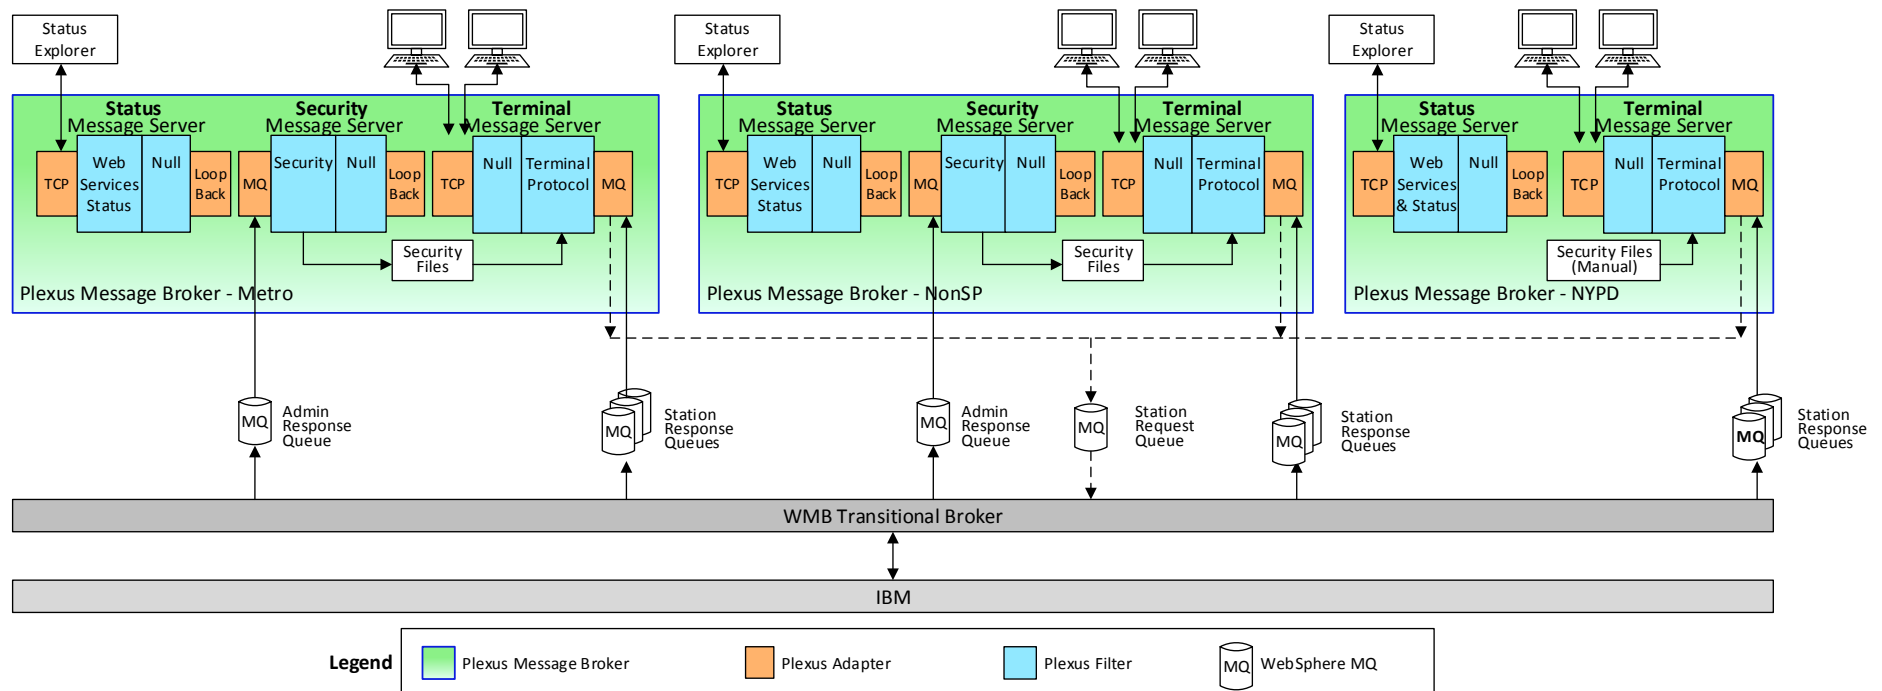 Status
Explorer
Status
Explorer
Status
Explorer
Status
Message Server
Security
Message Server
Terminal
Message Server
TCP
Web
Services
Status
Null
Loop
Back
MQ
Security
Null
Loop
Back
TCP
Null
Terminal
Protocol
MQ
Security
Files
Plexus Message Broker - Metro
Status
Message Server
Security
Message Server
Terminal
Message Server
TCP
Web
Services
Status
Null
Loop
Back
MQ
Security
Null
Loop
Back
TCP
Null
Terminal
Protocol
MQ
Security
Files
Plexus Message Broker - NonSP
Status
Message Server
Terminal
Message Server
TCP
Web
Services
& Status
Null
Loop
Back
TCP
Null
Terminal
Protocol
MQ
Security Files
(Manual)
Plexus Message Broker - NYPD
MQ
Admin
Response
Queue
MQ
Station
Response
Queues
MQ
Admin
Response
Queue
MQ
Station
Request
Queue
MQ
Station
Response
Queues
MQ
Station
Response
Queues
WMB Transitional Broker
IBM
Legend
Plexus Message Broker
Plexus Adapter
Plexus Filter
MQ
WebSphere MQ